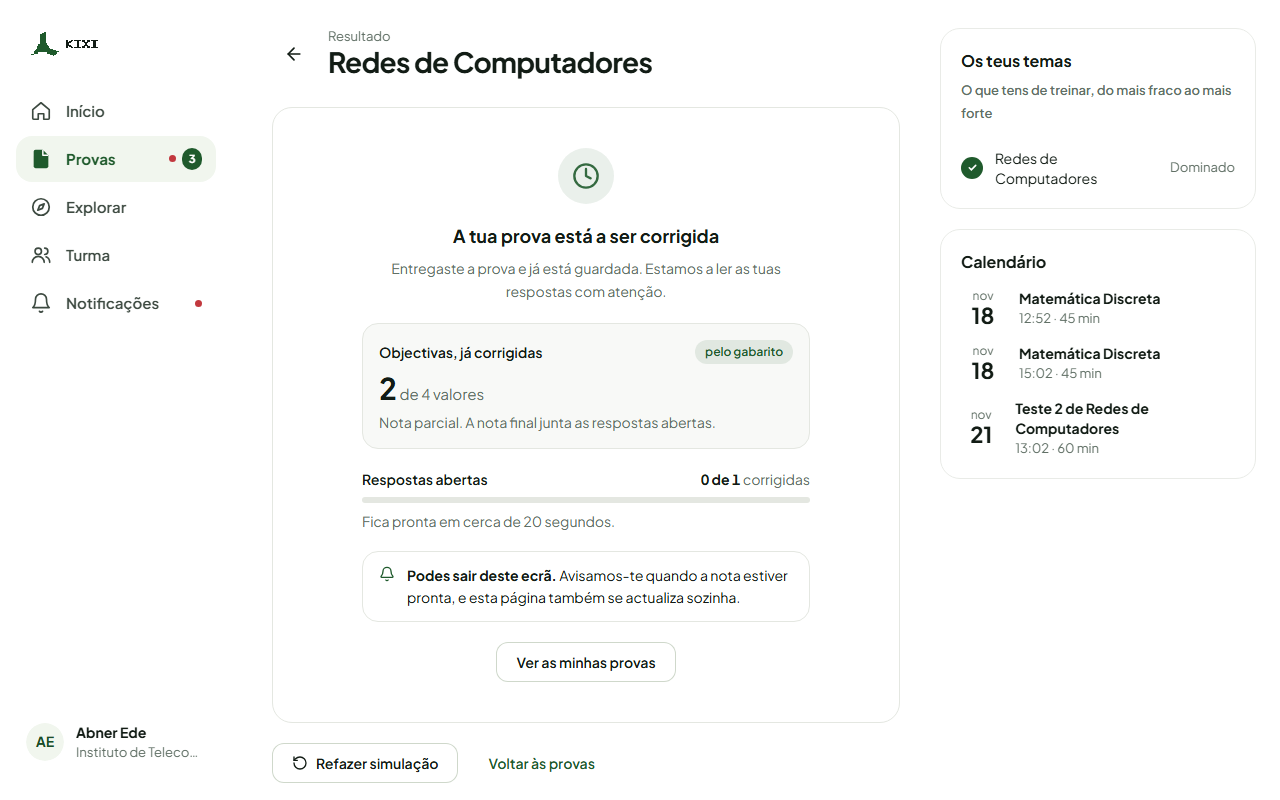 KIXI
Início
Provas
3
Explorar
Turma
Notificações
AE
Abner Ede
Instituto de Teleco...
Resultado
Redes de Computadores
A tua prova está a ser corrigida
Entregaste a prova e já está guardada. Estamos a ler as tuas
respostas com atenção.
Objectivas, já corrigidas
pelo gabarito
2 de 4 valores
Nota parcial. A nota final junta as respostas abertas.
Respostas abertas
0 de 1 corrigidas
Fica pronta em cerca de 20 segundos.
Podes sair deste ecrã. Avisamos-te quando a nota estiver
pronta, e esta página também se actualiza sozinha.
Ver as minhas provas
Refazer simulação
Voltar às provas
Os teus temas
O que tens de treinar, do mais fraco ao mais
forte
Redes de
Computadores
Dominado
Calendário
nov
18
Matemática Discreta
12:52 · 45 min
nov
18
Matemática Discreta
15:02 · 45 min
nov
21
Teste 2 de Redes de
Computadores
13:02 · 60 min